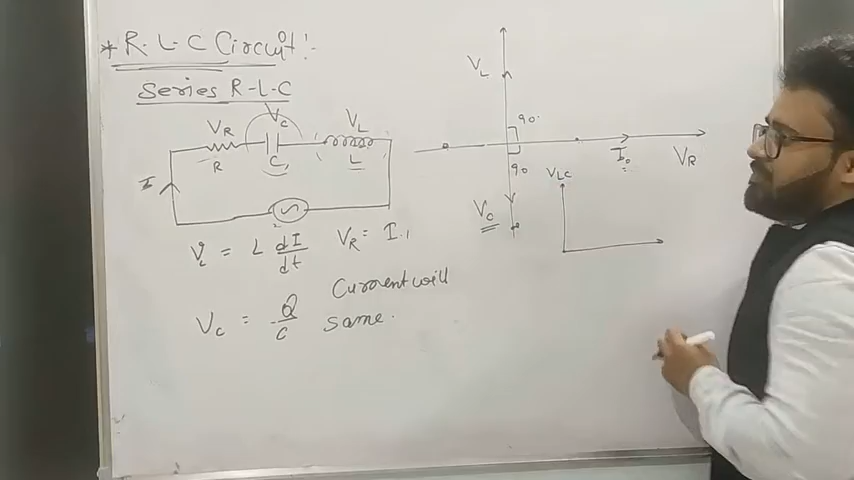 * R-L-C Circuit:-
Series R-L-C
VR
VC
VL
R
C
L
I
VL = L dI/dt
VR = I.
VC = Q/C
Current will
same.
VL
90°
90
I₀
VR
VC
VLC